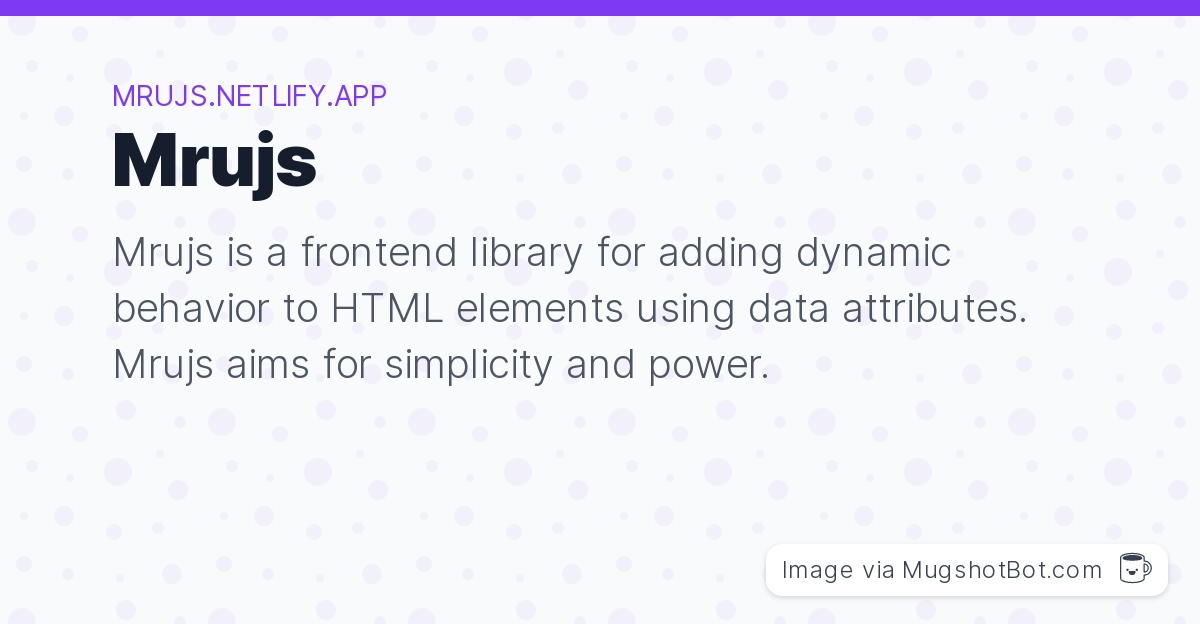 MRUJS.NETLIFY.APP
Mrujs
Mrujs is a frontend library for adding dynamic
behavior to HTML elements using data attributes.
Mrujs aims for simplicity and power.
Image via MugshotBot.com